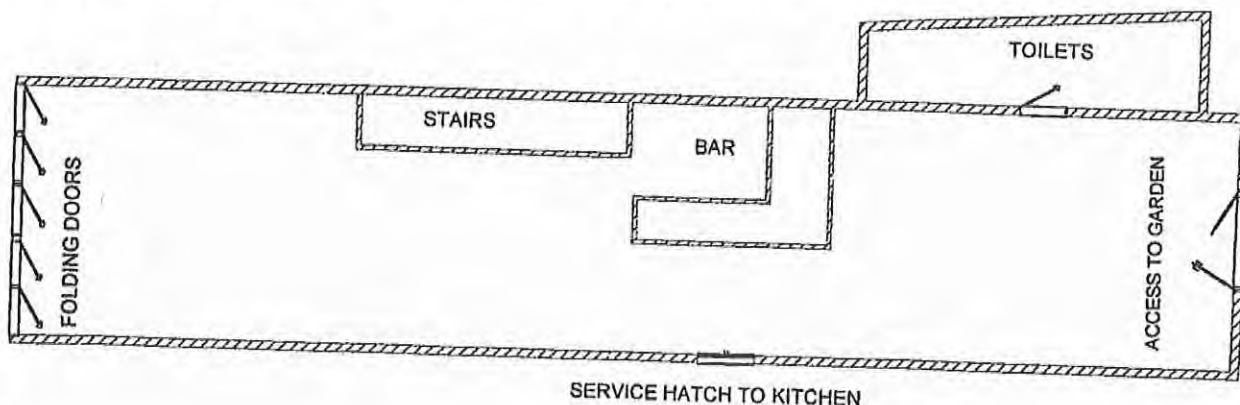 TOILETS
STAIRS
BAR
FOLDING DOORS
ACCESS TO GARDEN
SERVICE HATCH TO KITCHEN